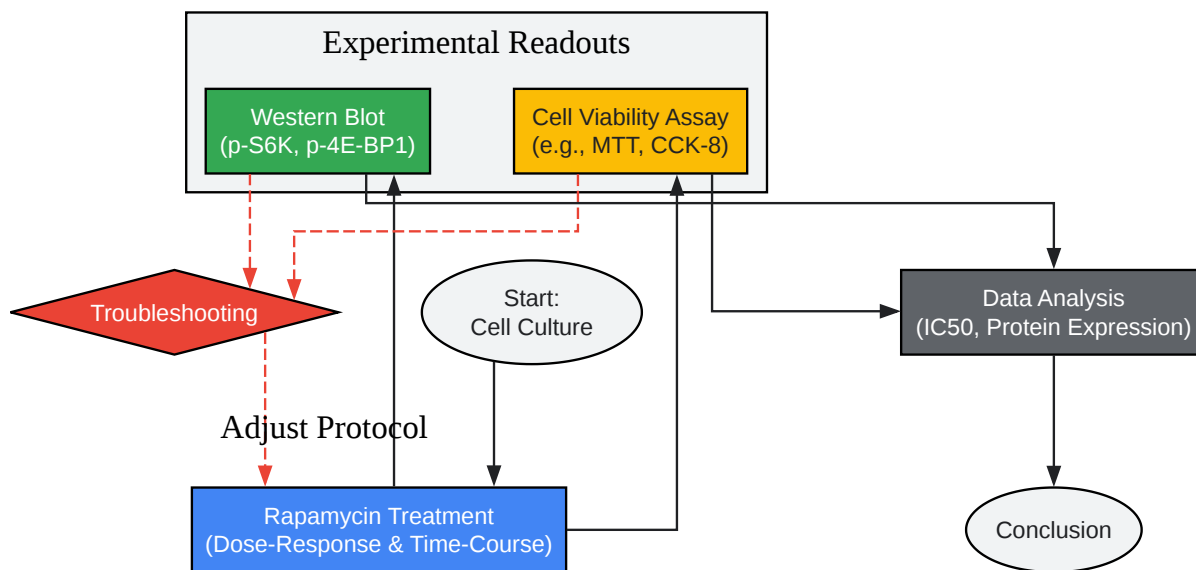 Experimental Readouts
Western Blot
(p-S6K, p-4E-BP1)
Cell Viability Assay
(e.g., MTT, CCK-8)
Troubleshooting
Start:
Cell Culture
Data Analysis
(IC50, Protein Expression)
Adjust Protocol
Rapamycin Treatment
(Dose-Response & Time-Course)
Conclusion